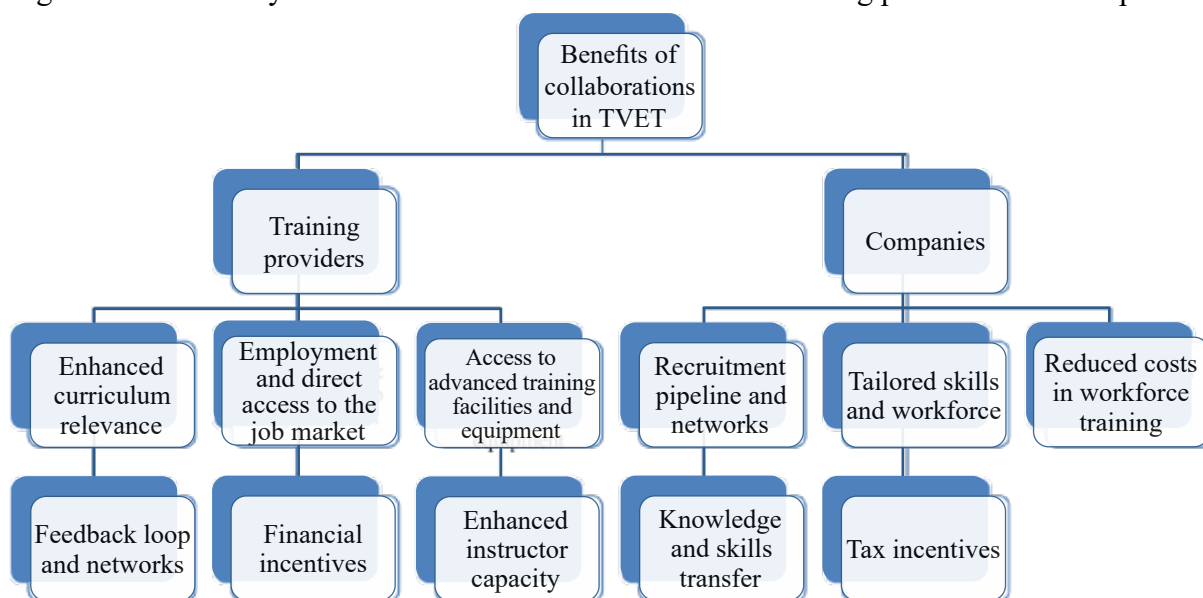 Benefits of
collaborations
in TVET
Training
providers
Companies
Enhanced
curriculum
relevance
Employment
and direct
access to the
job market
Access to
advanced training
facilities and
equipment
Recruitment
pipeline and
networks
Tailored skills
and workforce
Reduced costs
in workforce
training
Feedback loop
and networks
Financial
incentives
Enhanced
instructor
capacity
Knowledge
and skills
transfer
Tax incentives